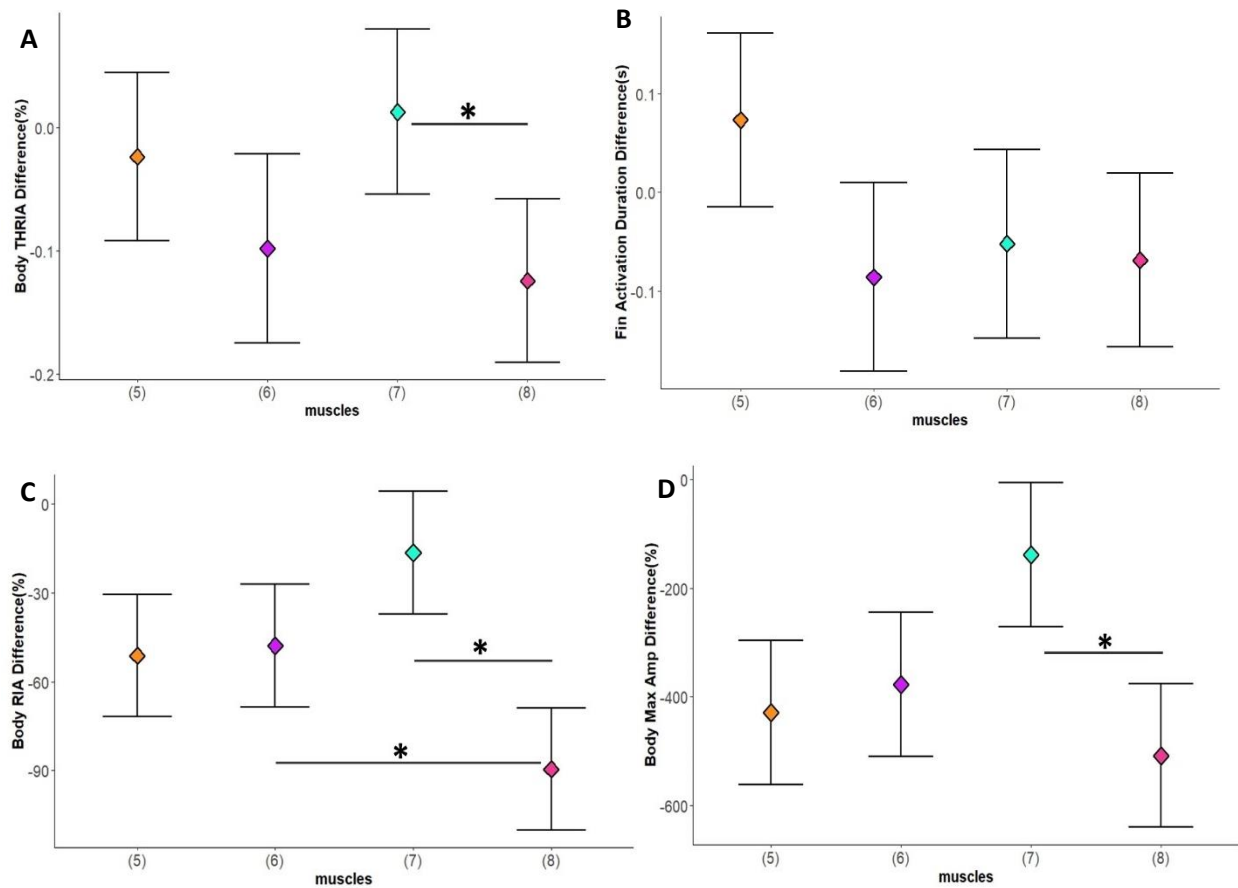 A
Body THRIA Difference(%)
0.0
-0.1
-0.2
*
(5) (6) (7) (8)
muscles
B
Fin Activation Duration Difference(s)
0.1
0.0
-0.1
(5) (6) (7) (8)
muscles
C
Body RIA Difference(%)
0
-30
-60
-90
*
*
(5) (6) (7) (8)
muscles
D
Body Max Amp Difference(%)
0
-200
-400
-600
*
(5) (6) (7) (8)
muscles